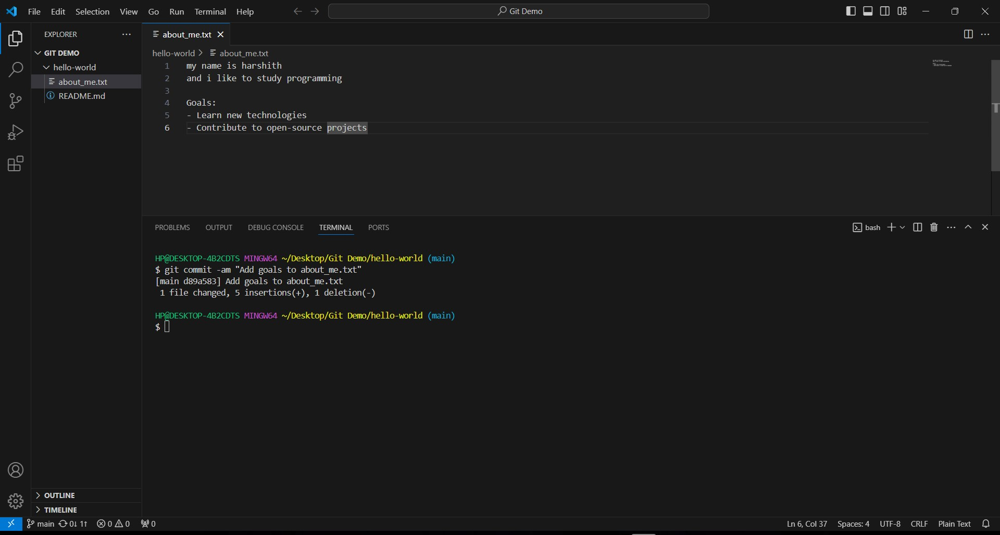 File Edit Selection View Go Run Terminal Help
Git Demo
EXPLORER
GIT DEMO
hello-world
about_me.txt
README.md
OUTLINE
TIMELINE
about_me.txt
hello-world > about_me.txt
1 my name is harshith
2 and i like to study programming
3
4 Goals:
5 - Learn new technologies
6 - Contribute to open-source projects
PROBLEMS OUTPUT DEBUG CONSOLE TERMINAL PORTS
bash
HP@DESKTOP-4B2CDTS MINGW64 ~/Desktop/Git Demo/hello-world (main)
$ git commit -am "Add goals to about_me.txt"
[main d89a583] Add goals to about_me.txt
1 file changed, 5 insertions(+), 1 deletion(-)
HP@DESKTOP-4B2CDTS MINGW64 ~/Desktop/Git Demo/hello-world (main)
$
main 0↓ 1↑ 0 0 0
Ln 6, Col 37 Spaces: 4 UTF-8 CRLF Plain Text